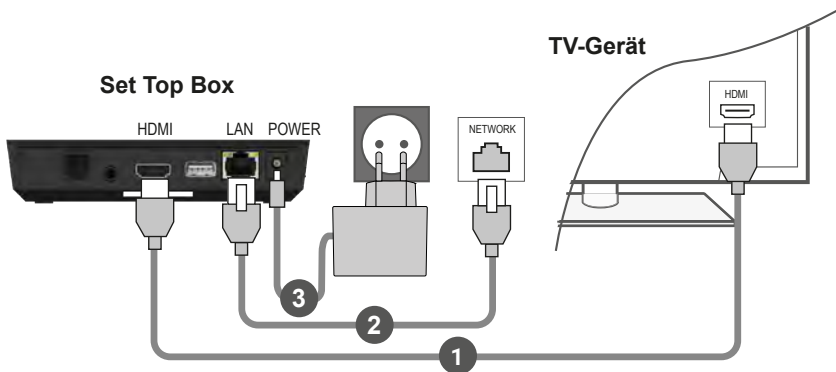 TV-Gerät
Set Top Box
HDMI
HDMI LAN POWER
NETWORK
3
2
1